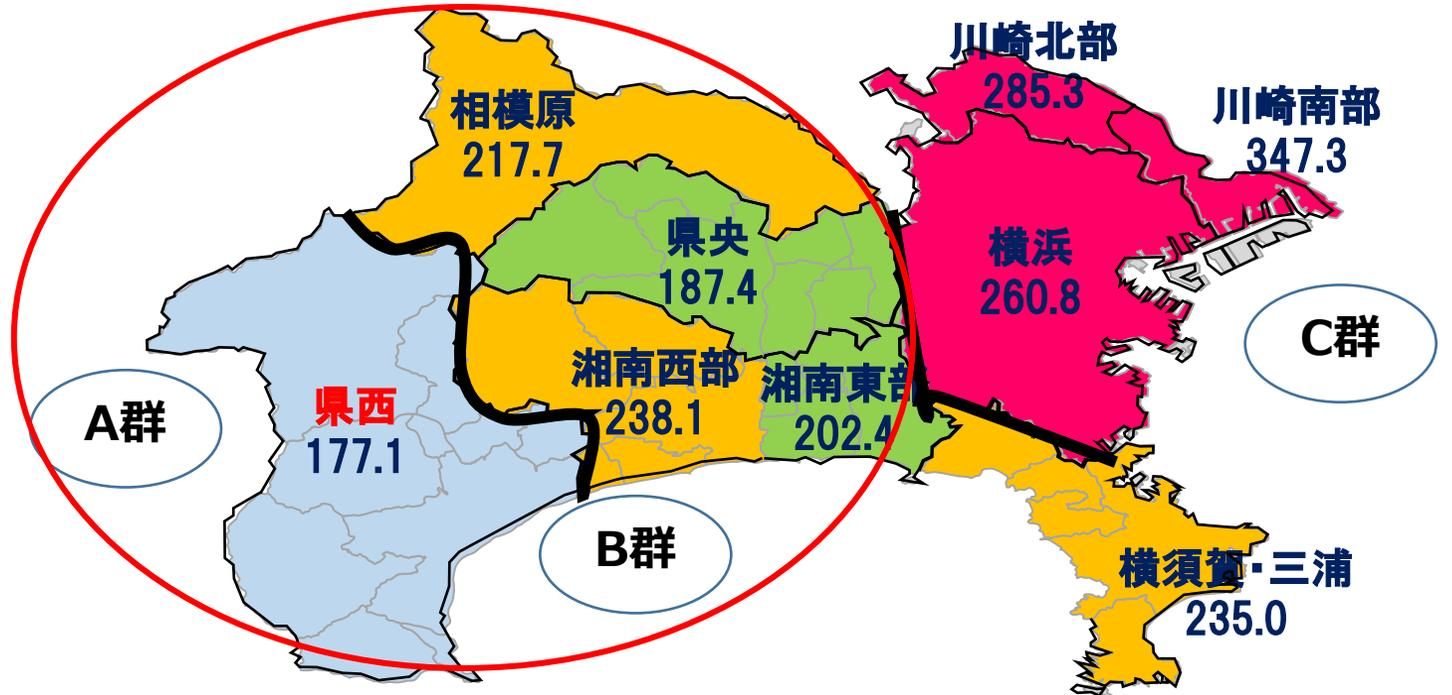 川崎北部
285.3
川崎南部
347.3
相模原
217.7
県央
187.4
横浜
260.8
C群
湘南西部
238.1
湘南東部
202.4
A群
県西
177.1
B群
横須賀・三浦
235.0